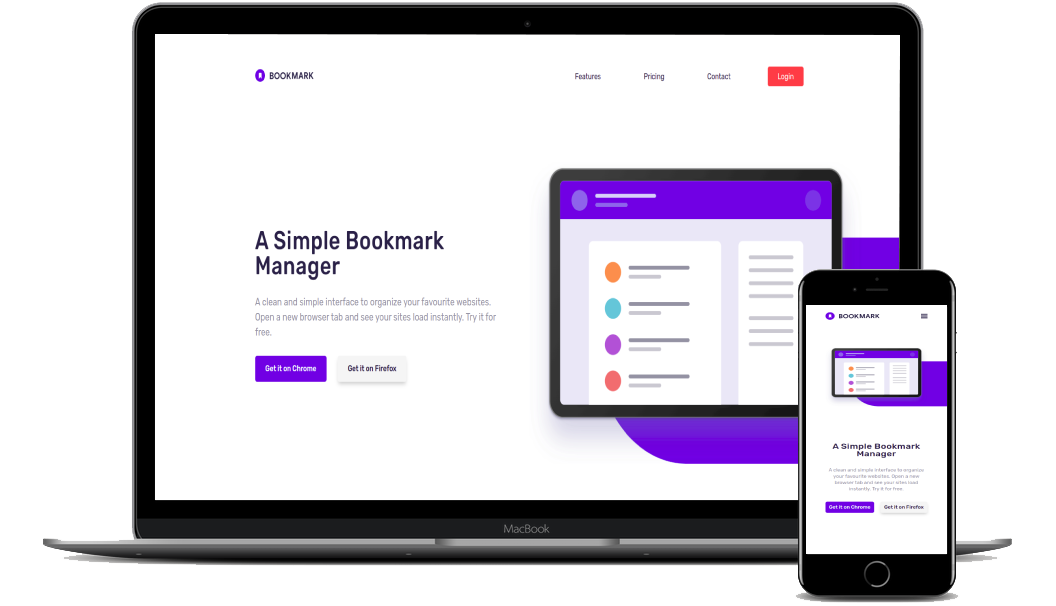 BOOKMARK
Features
Pricing
Contact
Login
A Simple Bookmark
Manager
A clean and simple interface to organize your favourite websites.
Open a new browser tab and see your sites load instantly. Try it for
free.
Get it on Chrome
Get it on Firefox
MacBook
BOOKMARK
A Simple Bookmark
Manager
A clean and simple interface to organize
your favourite websites. Open a new
browser tab and see your sites load
instantly. Try it for free.
Get it on Chrome
Get it on Firefox